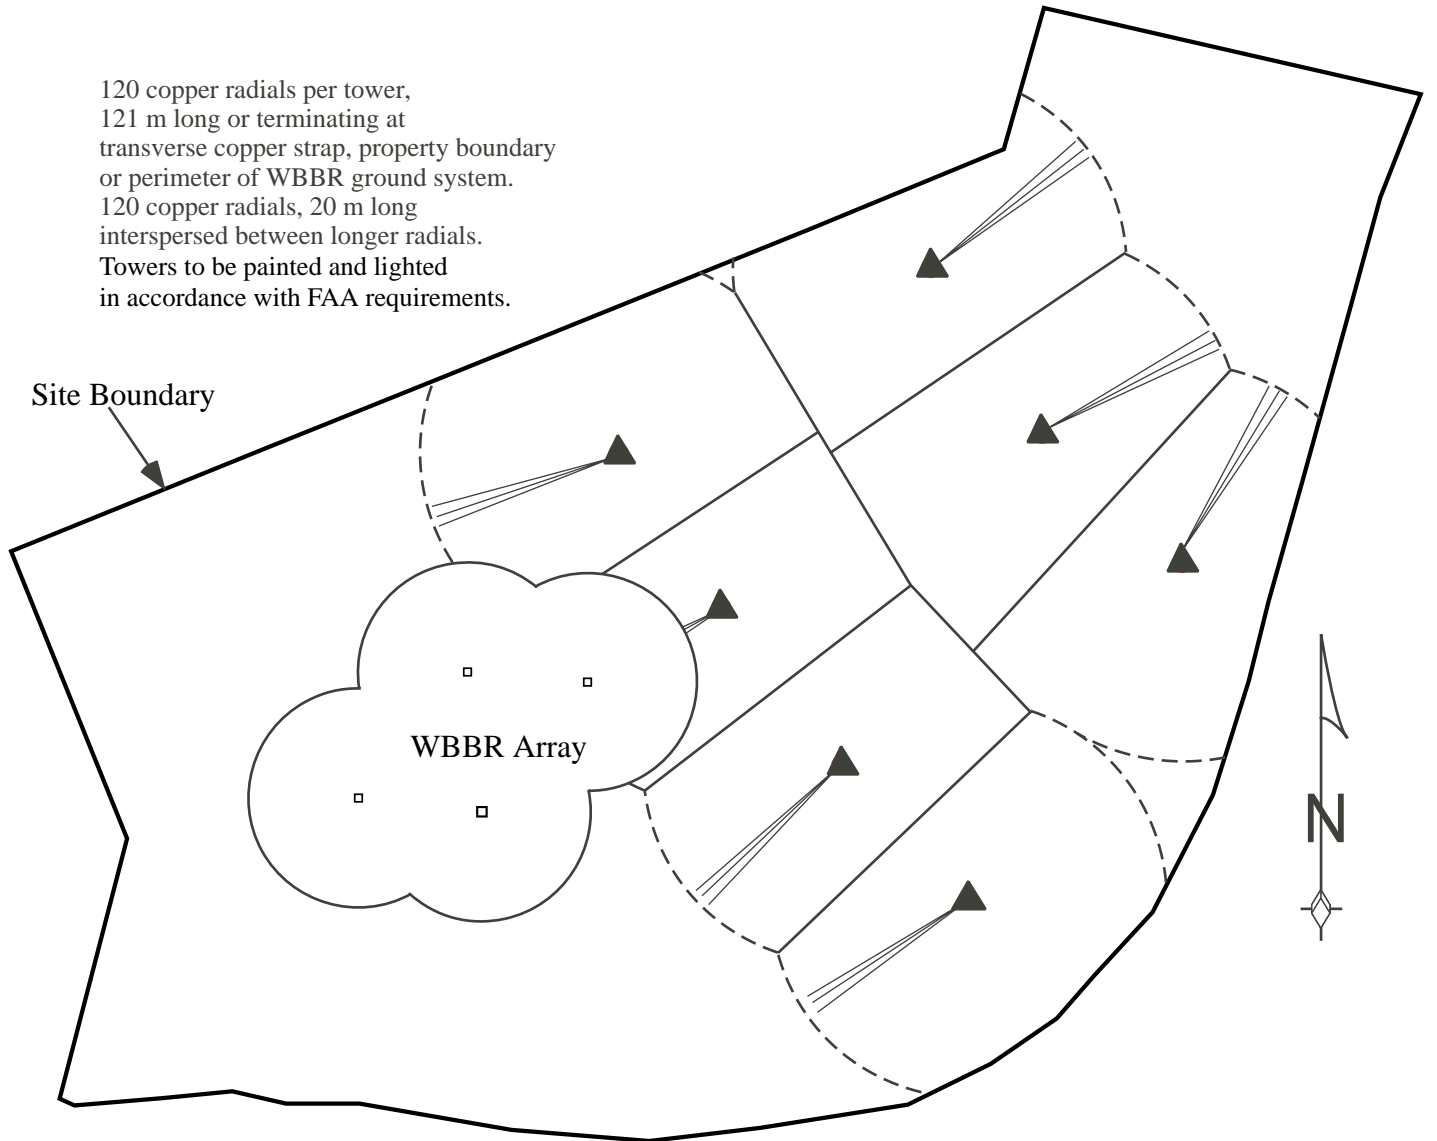 120 copper radials per tower,
121 m long or terminating at
transverse copper strap, property boundary
or perimeter of WBBR ground system.
120 copper radials, 20 m long
interspersed between longer radials.
Towers to be painted and lighted
in accordance with FAA requirements.
Site Boundary
WBBR Array
N